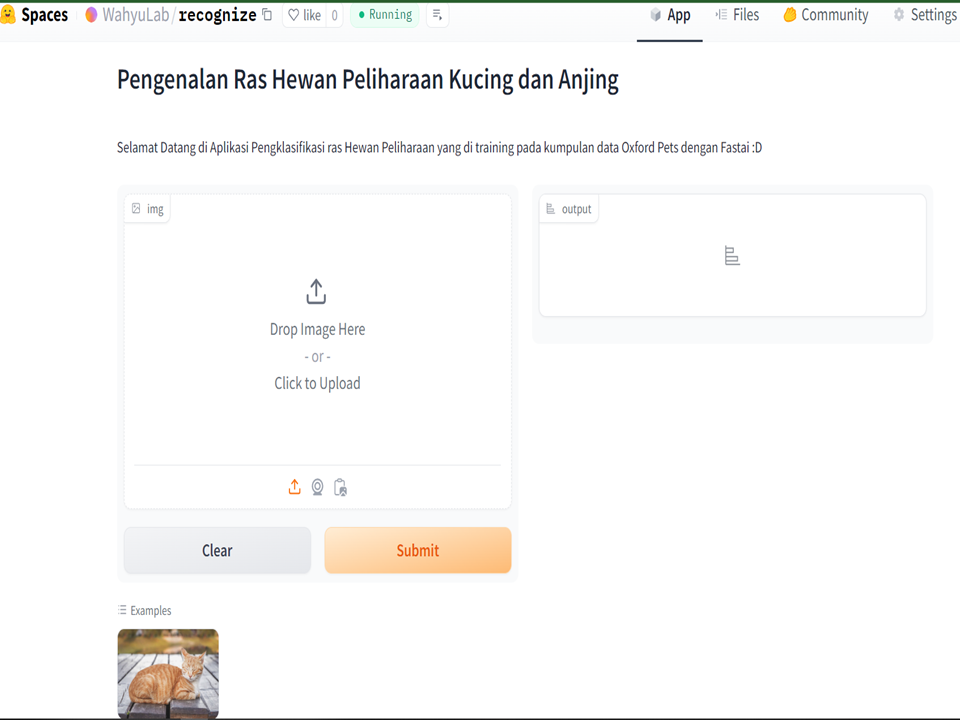 Spaces WahyuLab/recognize like 0 Running App Files Community Settings
Pengenalan Ras Hewan Peliharaan Kucing dan Anjing
Selamat Datang di Aplikasi Pengklasifikasi ras Hewan Peliharaan yang di training pada kumpulan data Oxford Pets dengan Fastai :D
img
output
Drop Image Here
- or -
Click to Upload
Clear
Submit
Examples